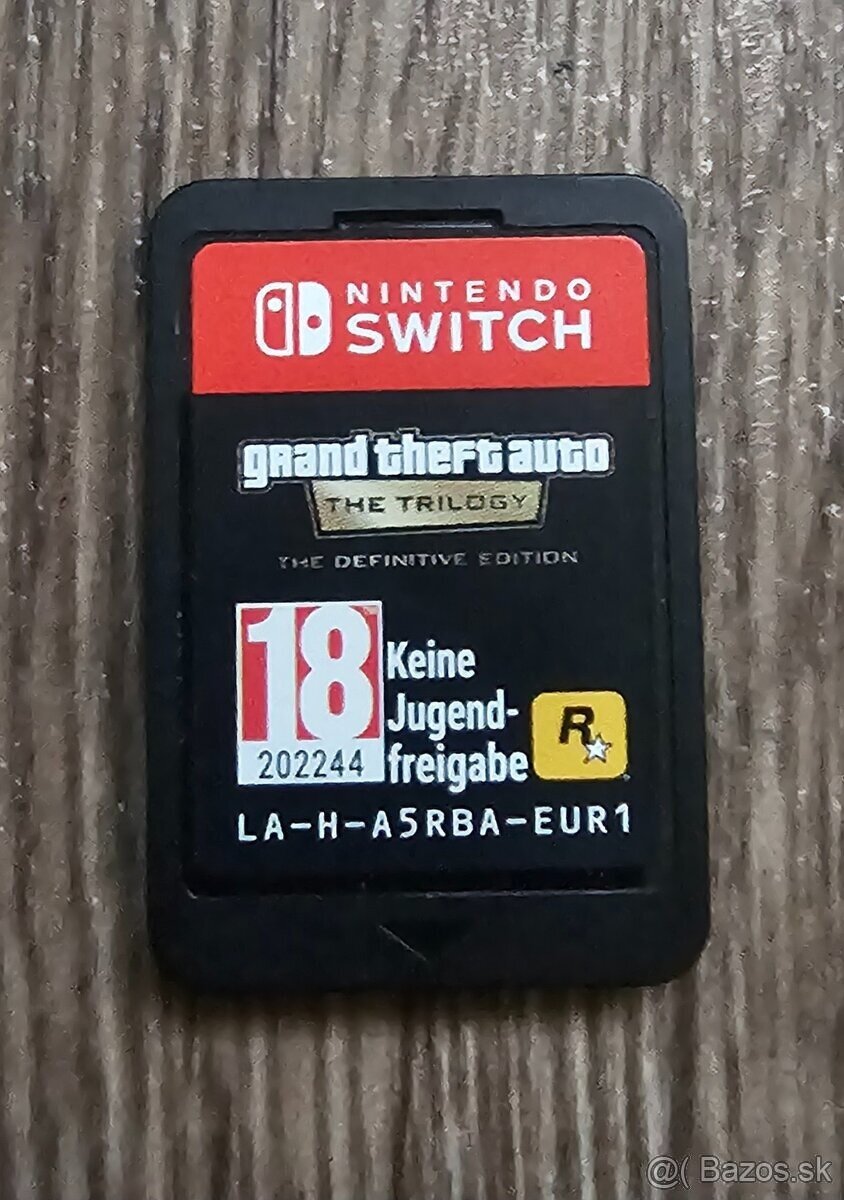 NINTENDO
SWITCH
grand theft auto
THE TRILOGY
THE DEFINITIVE EDITION
18
202244
Keine
Jugend-
freigabe
R
LA-H-A5RBA-EUR1
@( Bazos.sk